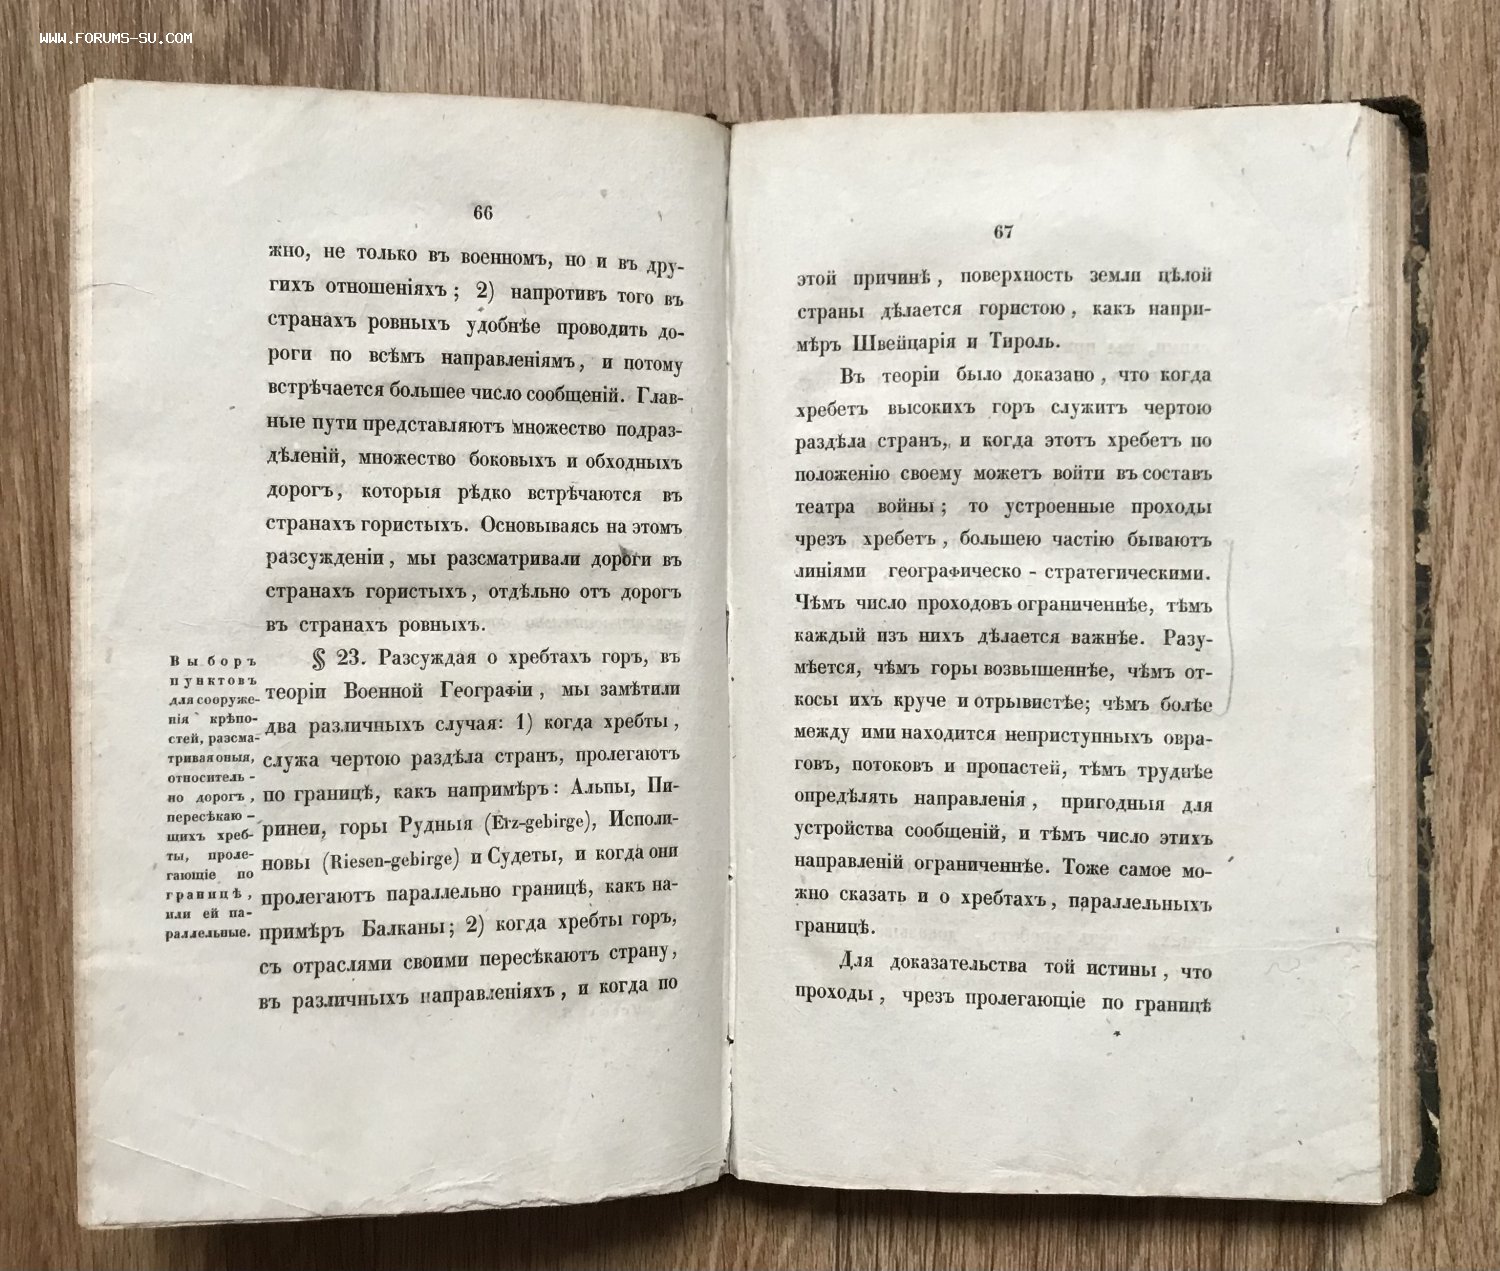 WWW.FORUMS-SU.COM
66
жно, не только въ военномъ, но и въ дру-
гихъ отношеніяхъ; 2) напротивъ того въ
странахъ ровныхъ удобнѣе проводить до-
роги по всѣмъ направленіямъ, и потому
встрѣчается большее число сообщеній. Глав-
ные пути представляютъ множество подраз-
дѣленій, множество боковыхъ и обходныхъ
дорогъ, которыя рѣдко встрѣчаются въ
странахъ гористыхъ. Основываясь на этомъ
разсужденіи, мы разсматривали дороги въ
странахъ гористыхъ, отдѣльно отъ дорогъ
въ странахъ ровныхъ.
Выборъ
пунктовъ
для сооруже-
нія крѣпо-
стей, разсма-
тривая оныя,
относитель-
но дорогъ,
пересѣкаю-
щихъ хреб-
ты, проле-
гающіе по
границѣ,
или ей па-
раллельные.
§ 23. Разсуждая о хребтахъ горъ, въ
теоріи Военной Географіи, мы замѣтили
два различныхъ случая: 1) когда хребты,
служа чертою раздѣла странъ, пролегаютъ
по границѣ, какъ напримѣръ: Альпы, Пи-
ринеи, горы Рудныя (Erz-gebirge), Исполи-
новы (Riesen-gebirge) и Судеты, и когда они
пролегаютъ параллельно границѣ, какъ на-
примѣръ Балканы; 2) когда хребты горъ,
съ отраслями своими пересѣкаютъ страну,
въ различныхъ направленіяхъ, и когда по
67
этой причинѣ, поверхность земли цѣлой
страны дѣлается гористою, какъ напри-
мѣръ Швейцарія и Тироль.
Въ теоріи было доказано, что когда
хребетъ высокихъ горъ служитъ чертою
раздѣла странъ, и когда этотъ хребетъ по
положенію своему можетъ войти въ составъ
театра войны; то устроенные проходы
чрезъ хребетъ, большею частію бываютъ
линіями географическо-стратегическими.
Чѣмъ число проходовъ ограниченнѣе, тѣмъ
каждый изъ нихъ дѣлается важнѣе. Разу-
мѣется, чѣмъ горы возвышеннѣе, чѣмъ от-
косы ихъ круче и отрывистѣе; чѣмъ болѣе
между ими находится неприступныхъ овра-
говъ, потоковъ и пропастей, тѣмъ труднѣе
опредѣлять направленія, пригодныя для
устройства сообщеній, и тѣмъ число этихъ
направленій ограниченнѣе. Тоже самое мо-
жно сказать и о хребтахъ, параллельныхъ
границѣ.
Для доказательства той истины, что
проходы, чрезъ пролегающіе по границѣ
*